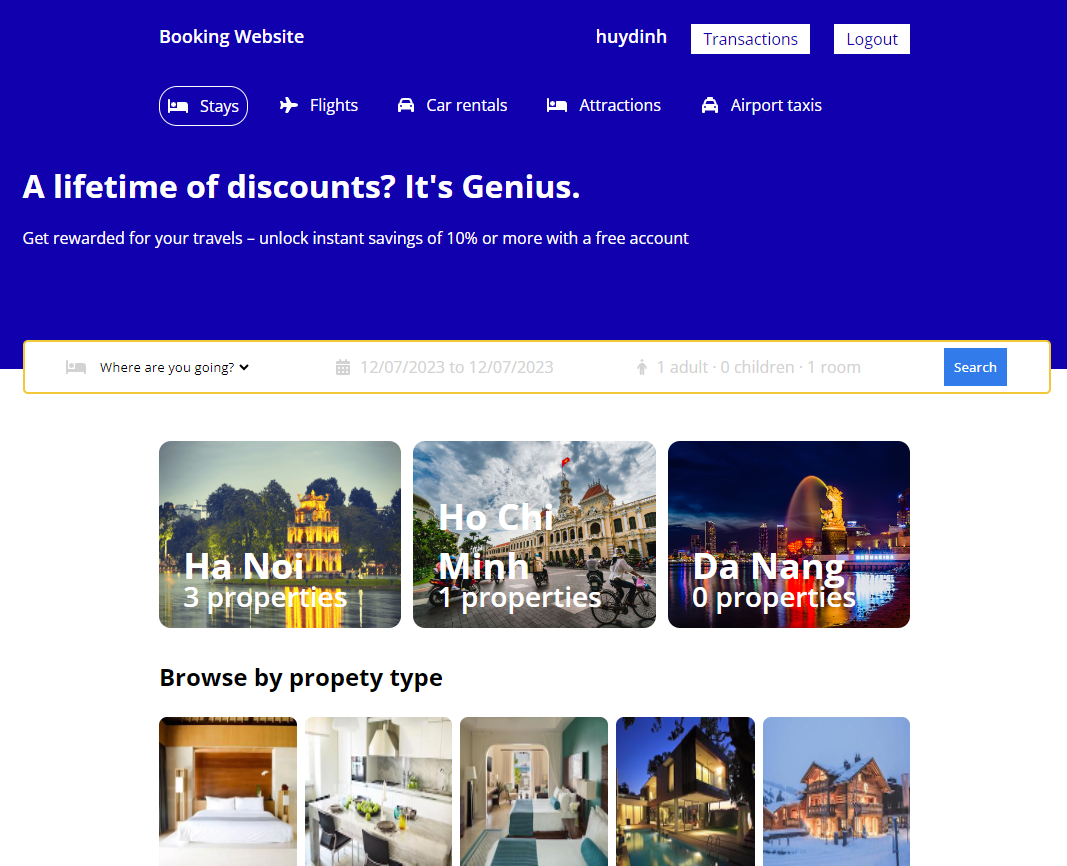 Booking Website
huydinh
Transactions
Logout
Stays
Flights
Car rentals
Attractions
Airport taxis
A lifetime of discounts? It's Genius.
Get rewarded for your travels – unlock instant savings of 10% or more with a free account
Where are you going?
12/07/2023 to 12/07/2023
1 adult · 0 children · 1 room
Search
Ha Noi
3 properties
Ho Chi
Minh
1 properties
Da Nang
0 properties
Browse by propety type